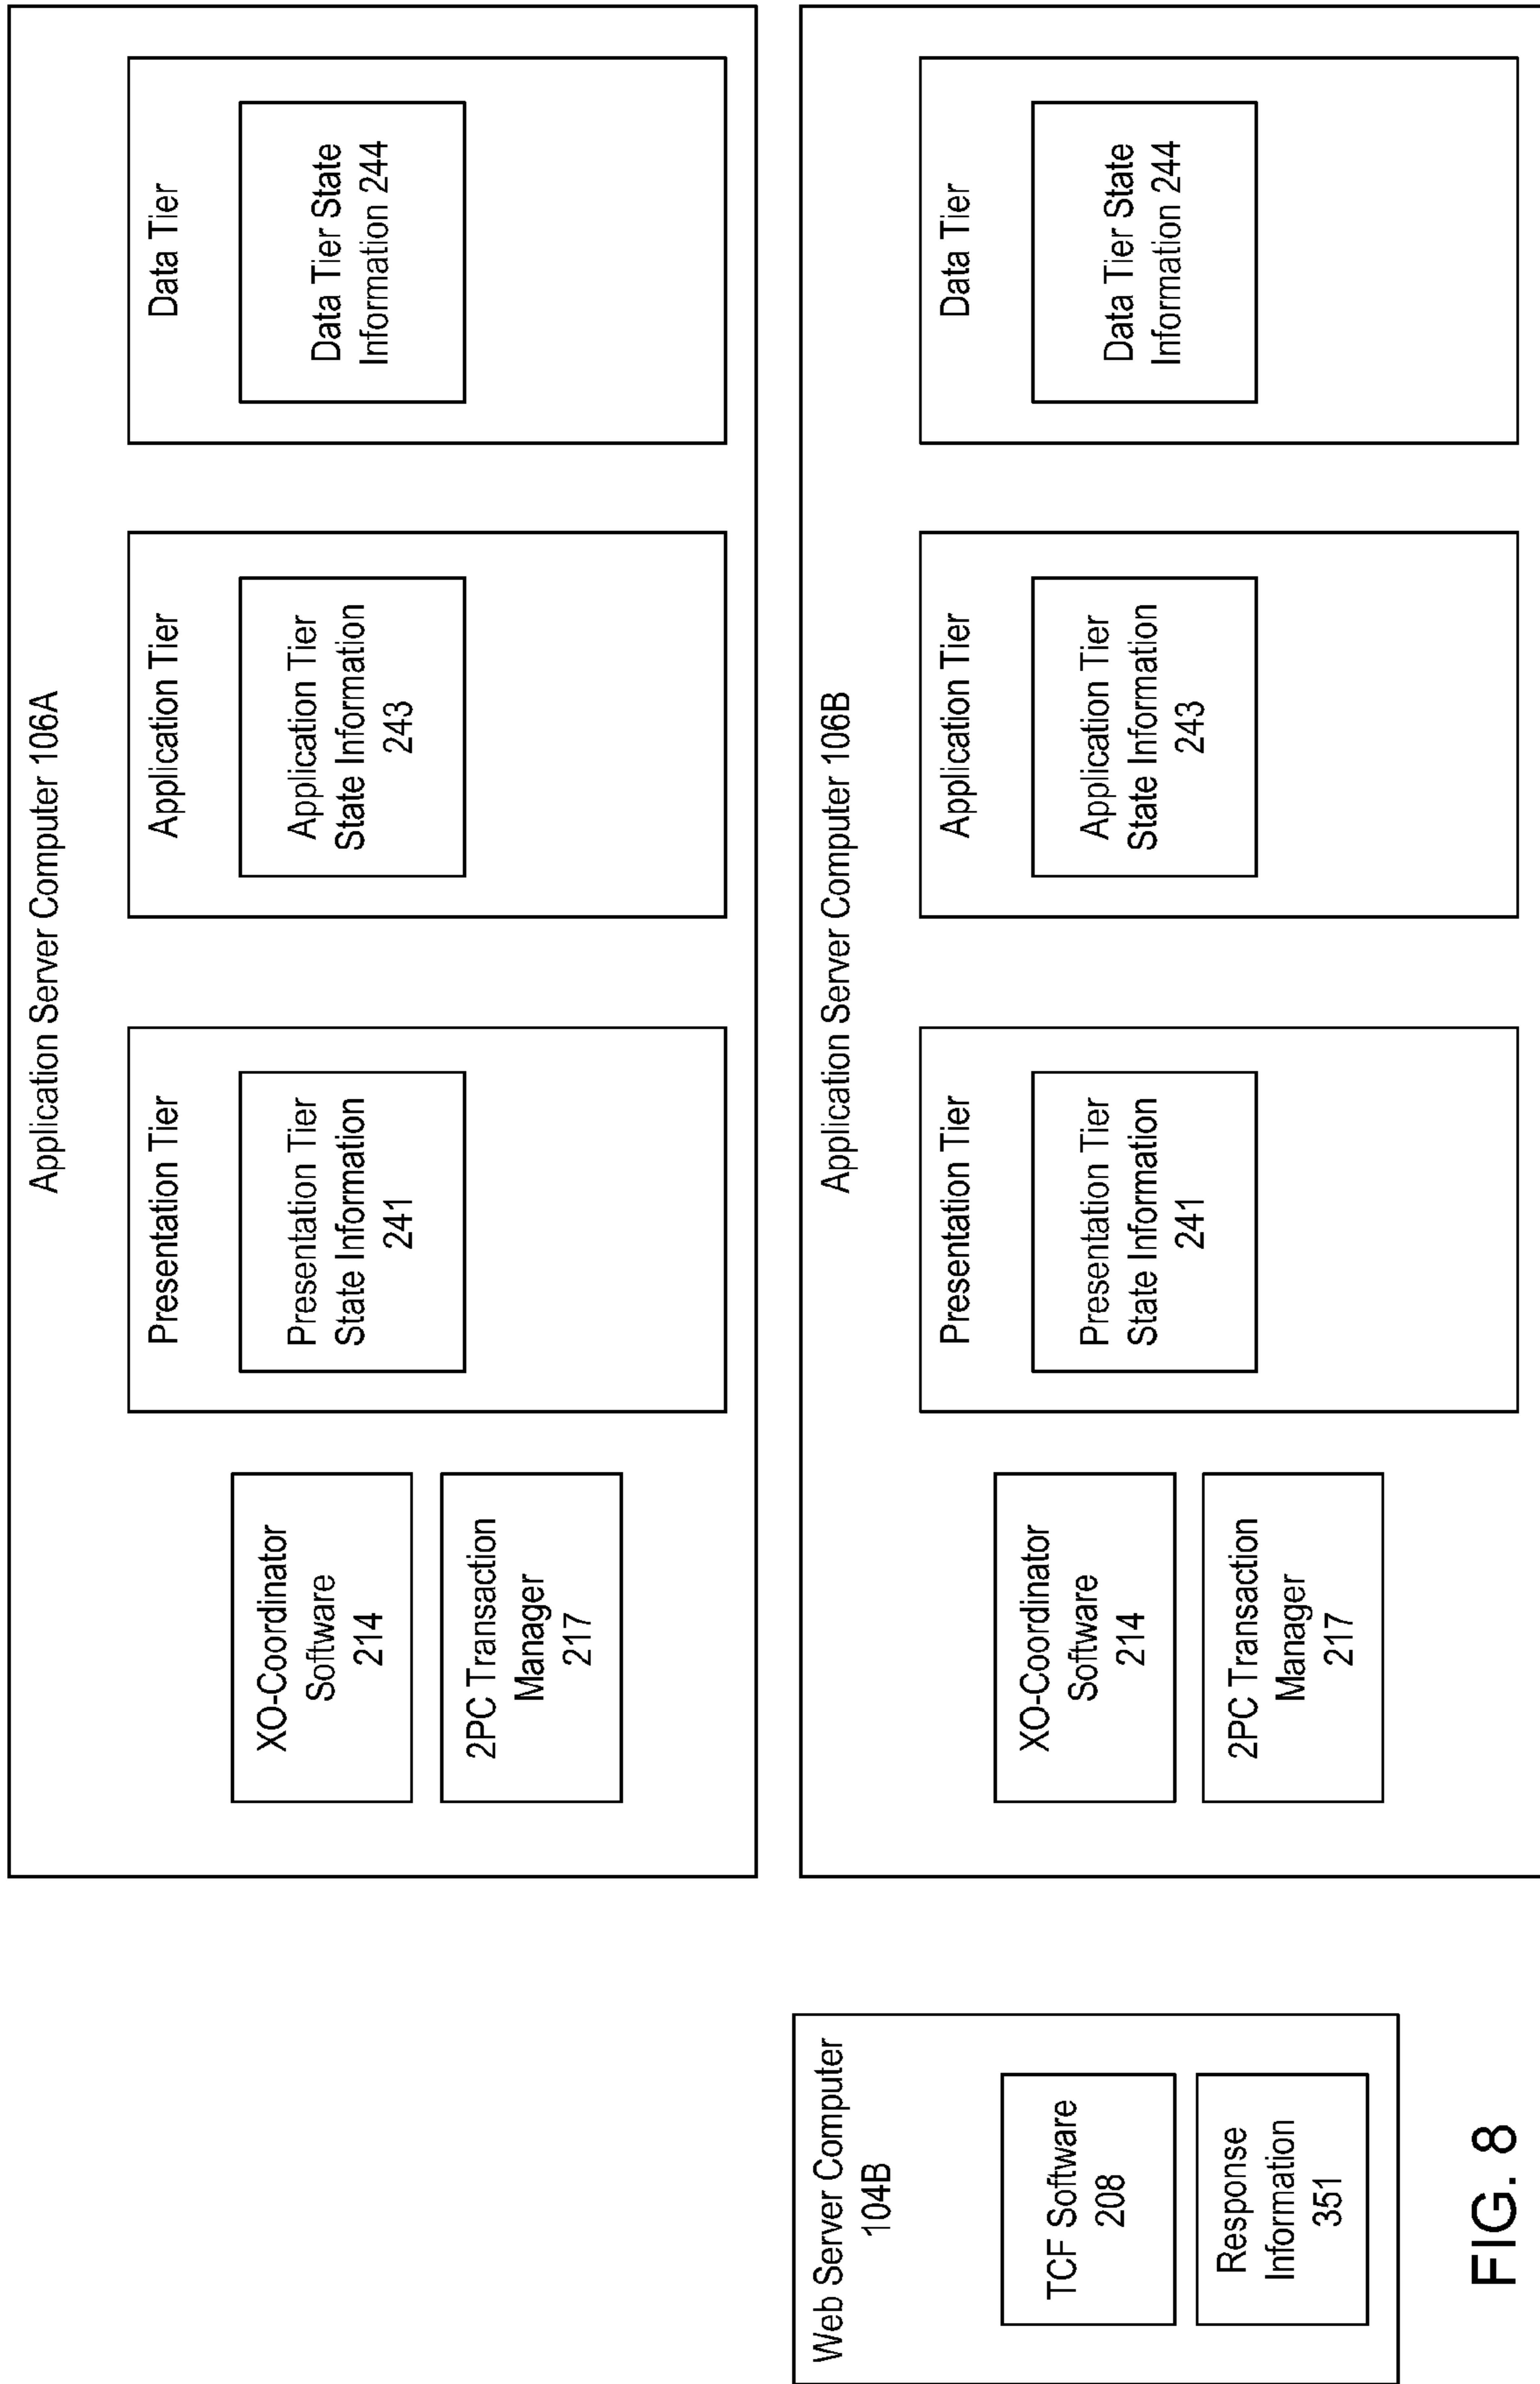 Application Server Computer 106A
XO-Coordinator
Software
214
2PC Transaction
Manager
217
Presentation Tier
Presentation Tier
State Information
241
Application Tier
Application Tier
State Information
243
Data Tier
Data Tier State
Information 244
Web Server Computer
104B
TCF Software
208
Response
Information
351
Application Server Computer 106B
XO-Coordinator
Software
214
2PC Transaction
Manager
217
Presentation Tier
Presentation Tier
State Information
241
Application Tier
Application Tier
State Information
243
Data Tier
Data Tier State
Information 244
FIG. 8